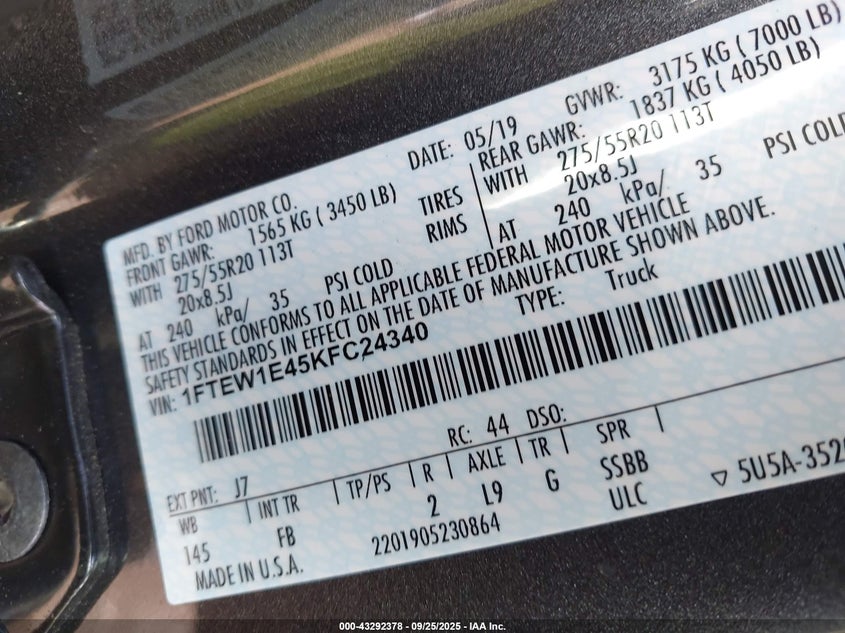 MFD. BY FORD MOTOR CO.
DATE: 05/19
GVWR: 3175 KG ( 7000 LB)
FRONT GAWR: 1565 KG ( 3450 LB)
REAR GAWR: 1837 KG ( 4050 LB)
WITH 275/55R20 113T
TIRES
WITH 275/55R20 113T
20x8.5J
RIMS
20x8.5J
AT 240 kPa/ 35 PSI COLD
AT 240 kPa/ 35 PSI COLD
THIS VEHICLE CONFORMS TO ALL APPLICABLE FEDERAL MOTOR VEHICLE
SAFETY STANDARDS IN EFFECT ON THE DATE OF MANUFACTURE SHOWN ABOVE.
VIN: 1FTEW1E45KFC24340
TYPE: Truck
RC: 44 DSO:
EXT PNT: J7
WB | INT TR | TP/PS | R | AXLE | TR | SPR |
145 FB 2 L9 G SSBB
ULC
MADE IN U.S.A.
2201905230864
5U5A-352
000-43292378 - 09/25/2025 - IAA Inc.